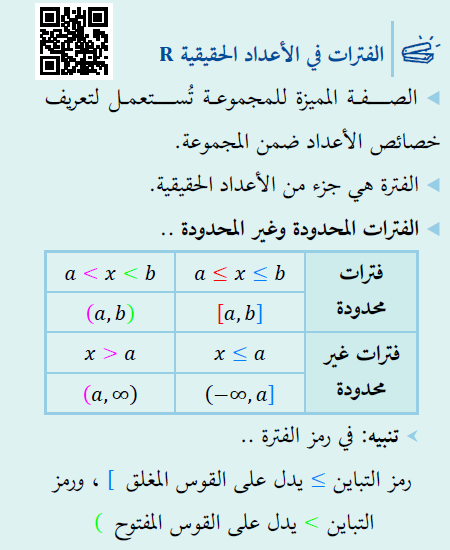 الفترات في الأعداد الحقيقية R
الصفة المميزة للمجموعة تُستعمل لتعريف
خصائص الأعداد ضمن المجموعة.
الفترة هي جزء من الأعداد الحقيقية.
الفترات المحدودة وغير المحدودة ..
فترات محدودة
a ≤ x ≤ b
a < x < b
[a, b]
(a, b)
فترات غير محدودة
x ≤ a
x > a
(−∞, a]
(a, ∞)
تنبيه: في رمز الفترة ..
رمز التباين ≤ يدل على القوس المغلق ] ، ورمز
التباين < يدل على القوس المفتوح )